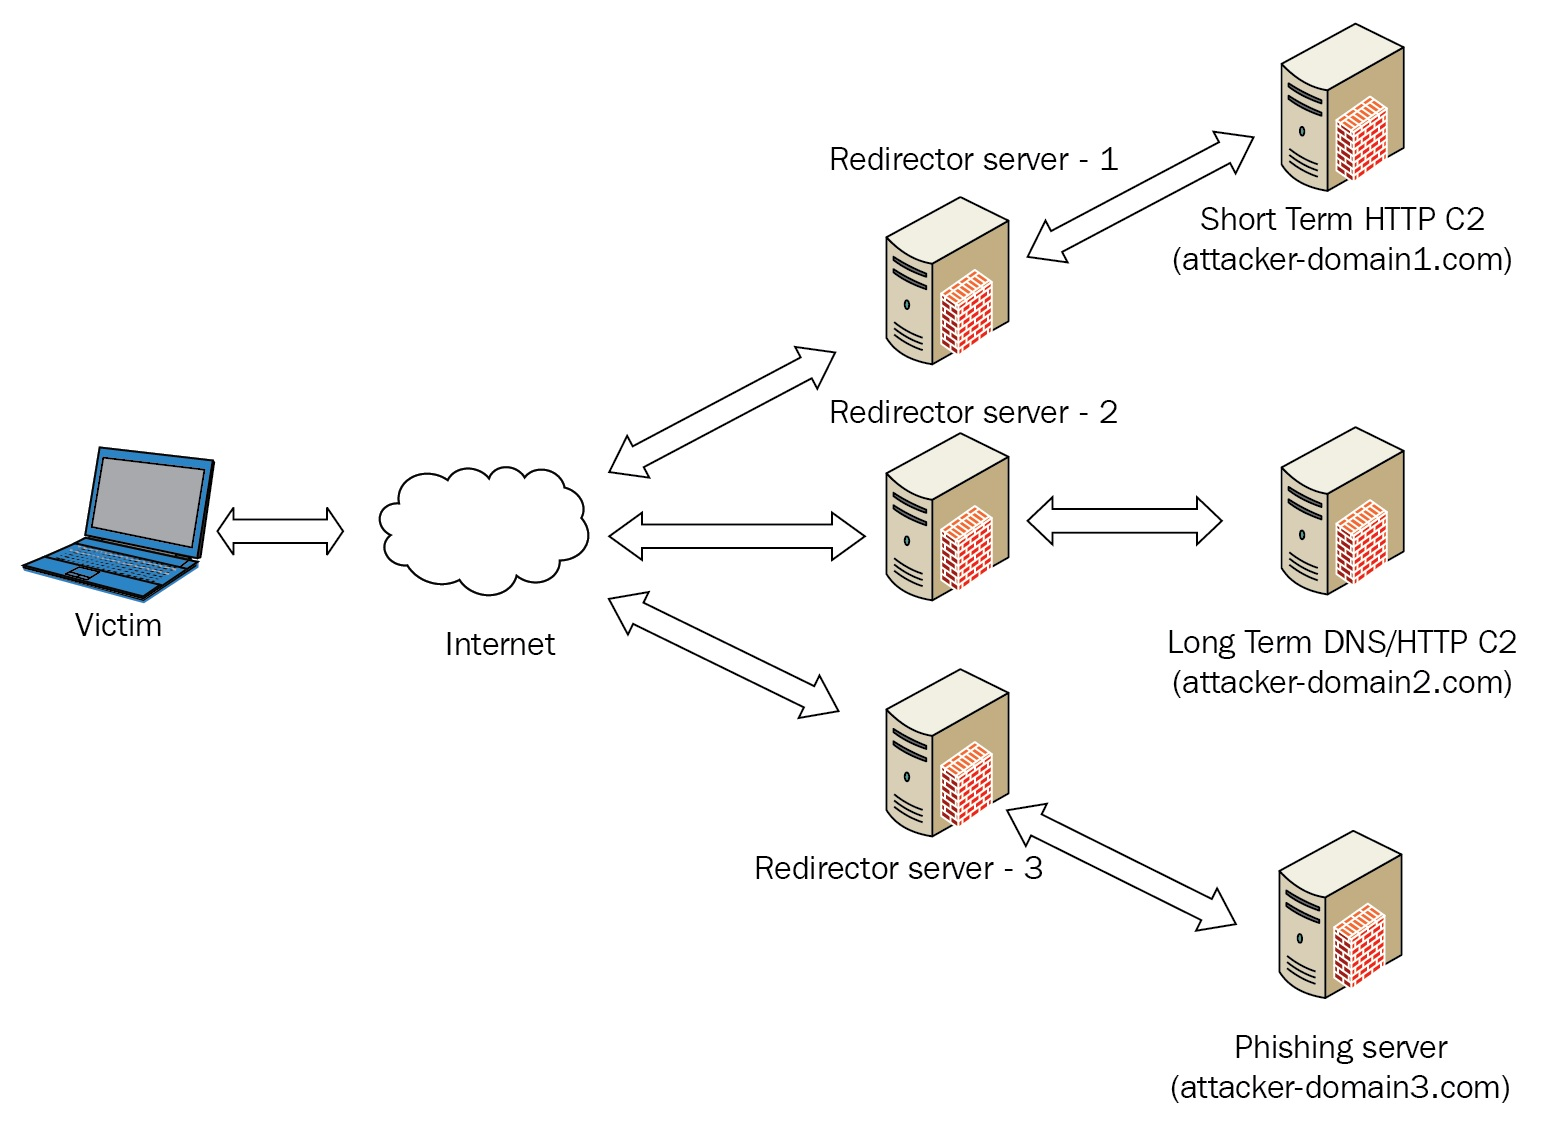 Redirector server - 1
Short Term HTTP C2
(attacker-domain1.com)
Redirector server - 2
Victim
Internet
Long Term DNS/HTTP C2
(attacker-domain2.com)
Redirector server - 3
Phishing server
(attacker-domain3.com)